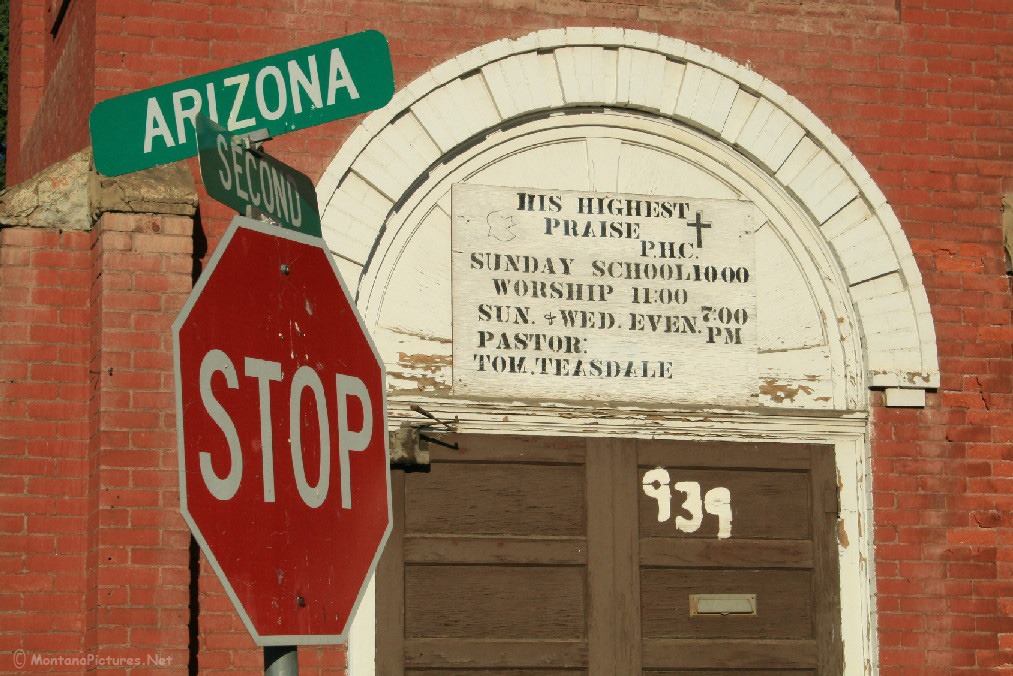 ARIZONA
SECOND
STOP
HIS HIGHEST
PRAISE
P.H.C.
SUNDAY SCHOOL 10:00
WORSHIP 11:00
SUN. & WED. EVEN. 7:00 PM
PASTOR:
TOM. TEASDALE
939
© MontanaPictures.Net